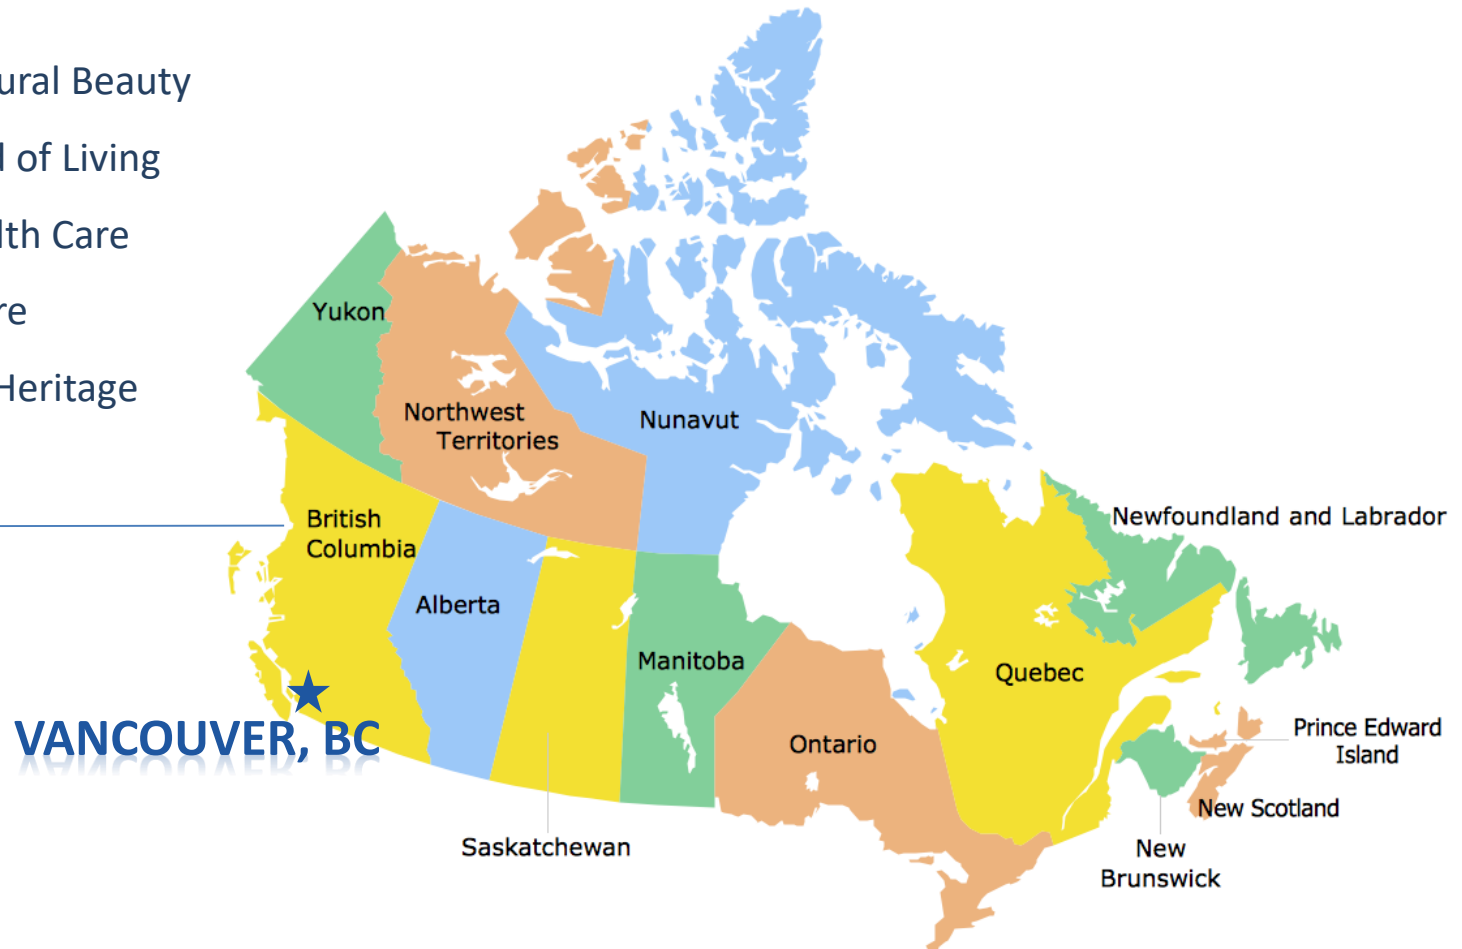 ural Beauty
of Living
lth Care
re
Heritage
Yukon
Northwest
Territories
Nunavut
British
Columbia
Alberta
Manitoba
Newfoundland and Labrador
Quebec
Ontario
Prince Edward
Island
New Scotland
New
Brunswick
Saskatchewan
VANCOUVER, BC